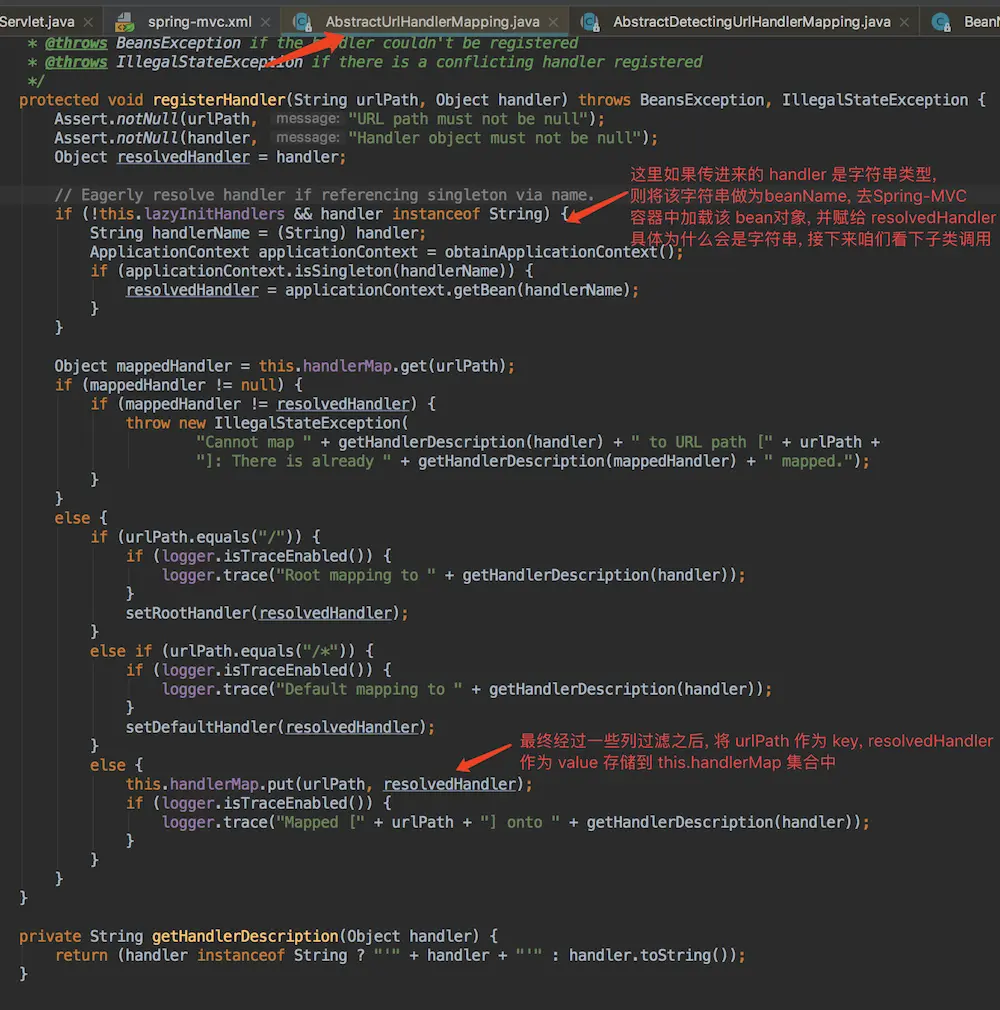 Servlet.java spring-mvc.xml AbstractUrlHandlerMapping.java AbstractDetectingUrlHandlerMapping.java Bean
* @throws BeansException if the handler couldn't be registered
* @throws IllegalStateException if there is a conflicting handler registered
*/
protected void registerHandler(String urlPath, Object handler) throws BeansException, IllegalStateException {
Assert.notNull(urlPath, message: "URL path must not be null");
Assert.notNull(handler, message: "Handler object must not be null");
Object resolvedHandler = handler;
这里如果传进来的 handler 是字符串类型,
// Eagerly resolve handler if referencing singleton via name.
则将该字符串做为beanName, 去Spring-MVC
if (!this.lazyInitHandlers && handler instanceof String) {
容器中加载该 bean对象, 并赋给 resolvedHandler
String handlerName = (String) handler;
具体为什么会是字符串, 接下来咱们看下子类调用
ApplicationContext applicationContext = obtainApplicationContext();
if (applicationContext.isSingleton(handlerName)) {
resolvedHandler = applicationContext.getBean(handlerName);
}
}
Object mappedHandler = this.handlerMap.get(urlPath);
if (mappedHandler != null) {
if (mappedHandler != resolvedHandler) {
throw new IllegalStateException(
"Cannot map " + getHandlerDescription(handler) + " to URL path [" + urlPath +
"]: There is already " + getHandlerDescription(mappedHandler) + " mapped.");
}
}
else {
if (urlPath.equals("/")) {
if (logger.isTraceEnabled()) {
logger.trace("Root mapping to " + getHandlerDescription(handler));
}
setRootHandler(resolvedHandler);
}
else if (urlPath.equals("/*")) {
if (logger.isTraceEnabled()) {
logger.trace("Default mapping to " + getHandlerDescription(handler));
}
setDefaultHandler(resolvedHandler);
}
最终经过一些列过滤之后, 将 urlPath 作为 key, resolvedHandler
作为 value 存储到 this.handlerMap 集合中
else {
this.handlerMap.put(urlPath, resolvedHandler);
if (logger.isTraceEnabled()) {
logger.trace("Mapped [" + urlPath + "] onto " + getHandlerDescription(handler));
}
}
}
}
private String getHandlerDescription(Object handler) {
return (handler instanceof String ? "'" + handler + "'" : handler.toString());
}